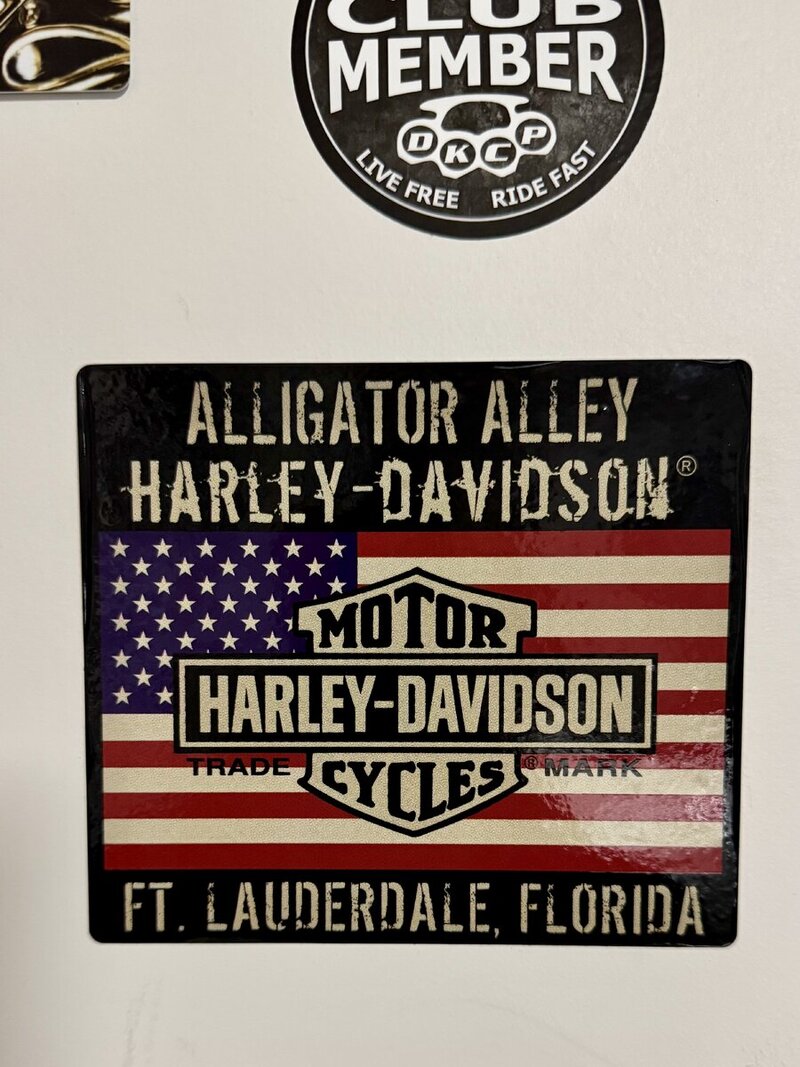 CLUB
MEMBER
DKCP
LIVE FREE RIDE FAST
ALLIGATOR ALLEY
HARLEY-DAVIDSON®
MOTOR
HARLEY-DAVIDSON
TRADE CYCLES ® MARK
FT. LAUDERDALE, FLORIDA